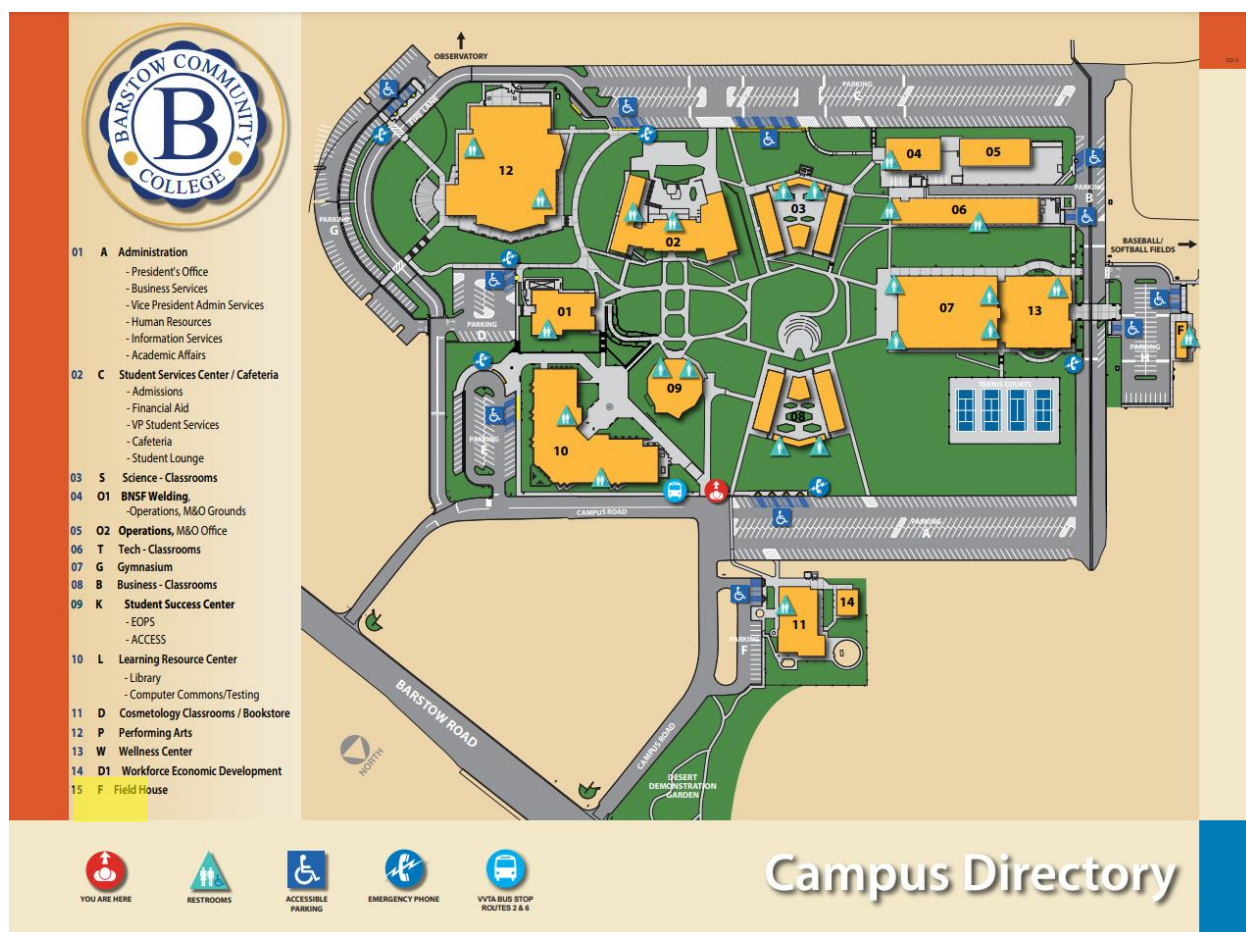 BARSTOW COMMUNITY
B
COLLEGE
01 A Administration
- President's Office
- Business Services
- Vice President Admin Services
- Human Resources
- Information Services
- Academic Affairs
02 C Student Services Center / Cafeteria
- Admissions
- Financial Aid
- VP Student Services
- Cafeteria
- Student Lounge
03 S Science - Classrooms
04 O1 BNSF Welding,
-Operations, M&O Grounds
05 O2 Operations, M&O Office
06 T Tech - Classrooms
07 G Gymnasium
08 B Business - Classrooms
09 K Student Success Center
- EOPS
- ACCESS
10 L Learning Resource Center
- Library
- Computer Commons/Testing
11 D Cosmetology Classrooms / Bookstore
12 P Performing Arts
13 W Wellness Center
14 D1 Workforce Economic Development
15 F Field House
OBSERVATORY
FIRE LANE
PARKING
C
PARKING
G
12
02
03
04
05
06
PARKING
B
BASEBALL/
SOFTBALL FIELDS
01
PARKING
D
07
13
F
PARKING
H
09
TENNIS COURTS
08
10
PARKING
E
CAMPUS ROAD
PARKING
A
11
14
PARKING
F
BARSTOW ROAD
CAMPUS ROAD
NORTH
DESERT
DEMONSTRATION
GARDEN
YOU ARE HERE
RESTROOMS
ACCESSIBLE
PARKING
EMERGENCY PHONE
VVTA BUS STOP
ROUTES 2 & 6
Campus Directory